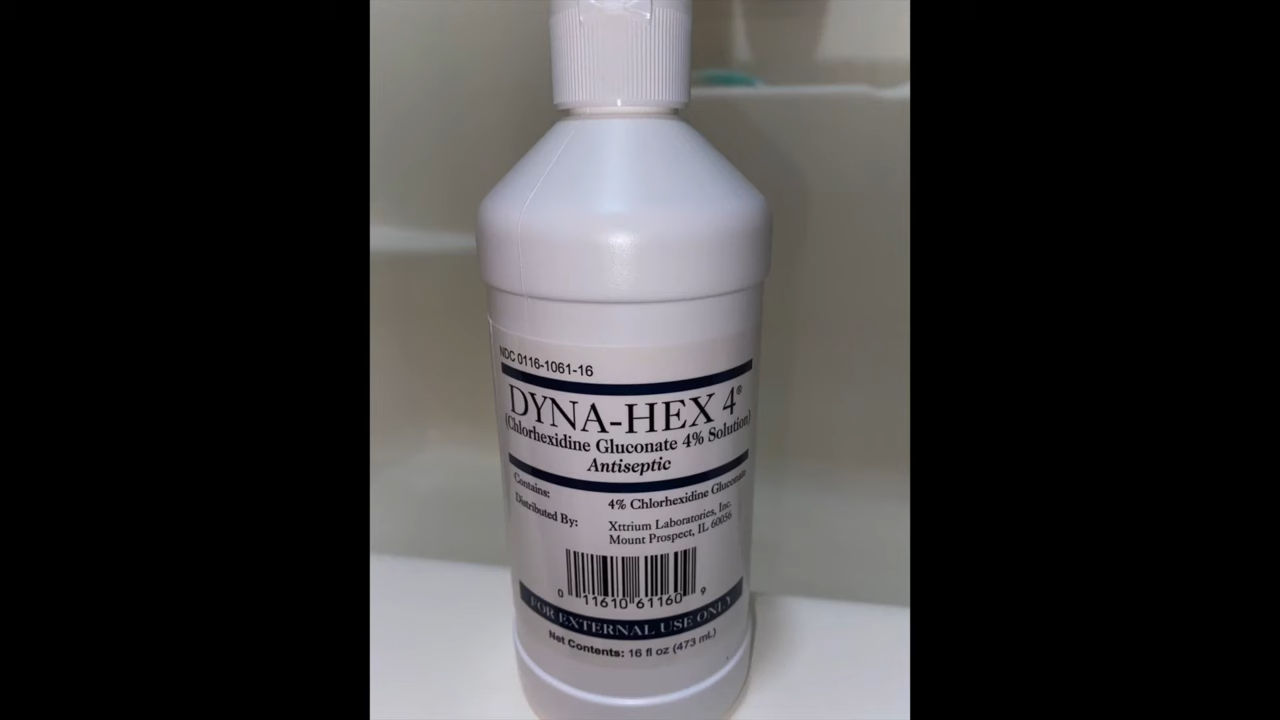 NDC 0116-1061-16
DYNA-HEX 4®
(Chlorhexidine Gluconate 4% Solution)
Antiseptic
Contains: 4% Chlorhexidine Gluconate
Distributed By: Xttrium Laboratories, Inc.
Mount Prospect, IL 60056
0 11610 61160 9
FOR EXTERNAL USE ONLY
Net Contents: 16 fl oz (473 mL)